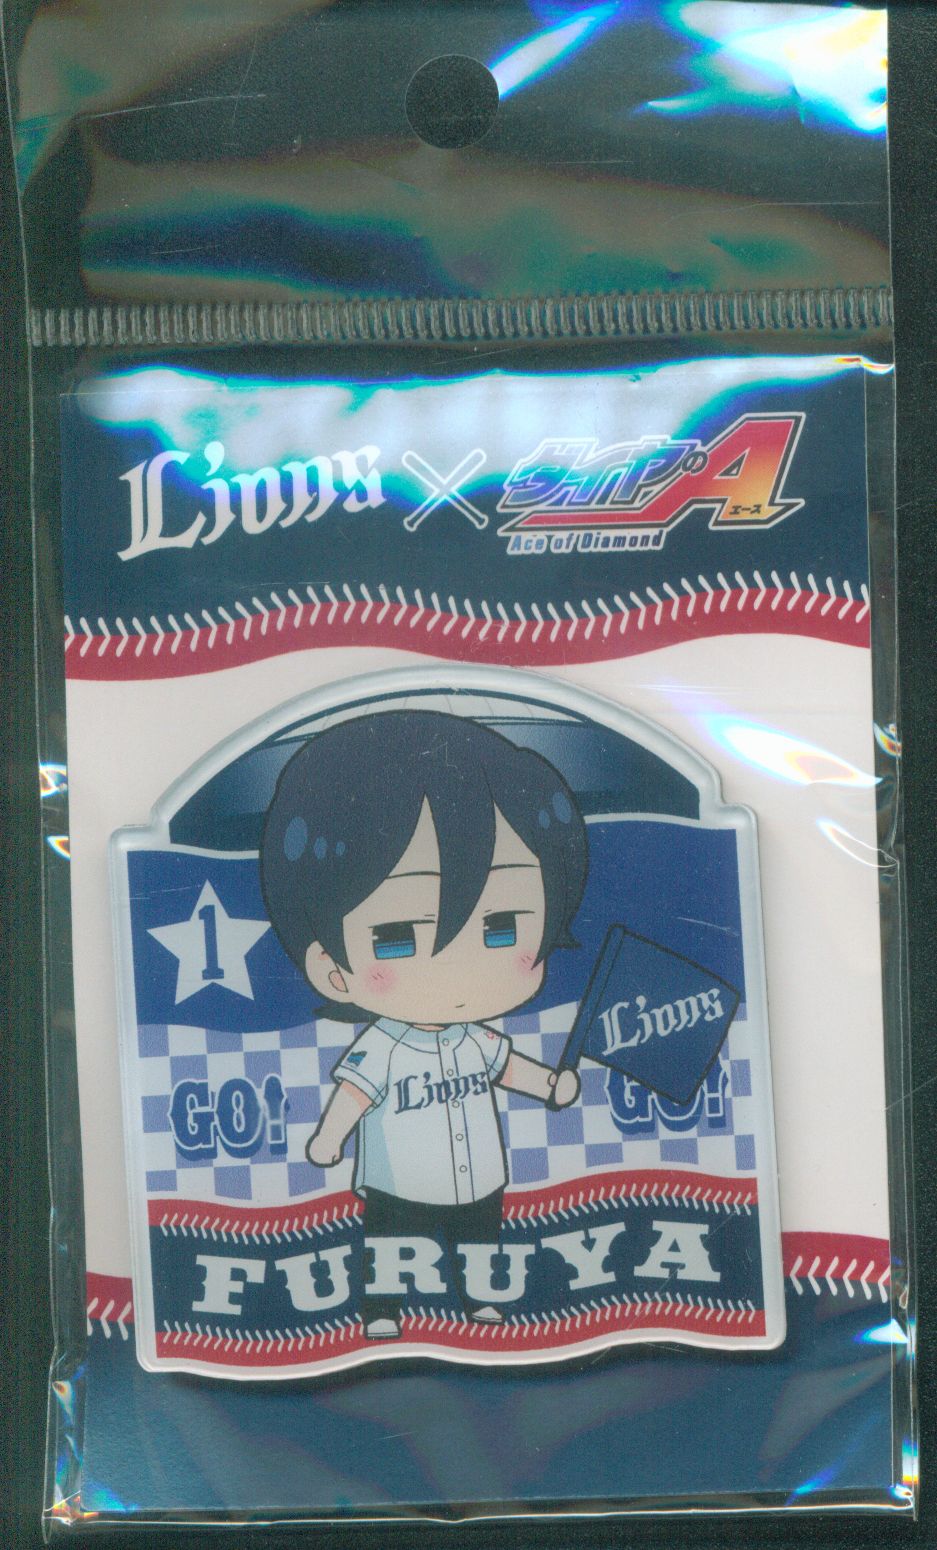 Lions × ダイヤのA
エース
Ace of Diamond
1
Lions
Lions
GO! GO!
FURUYA